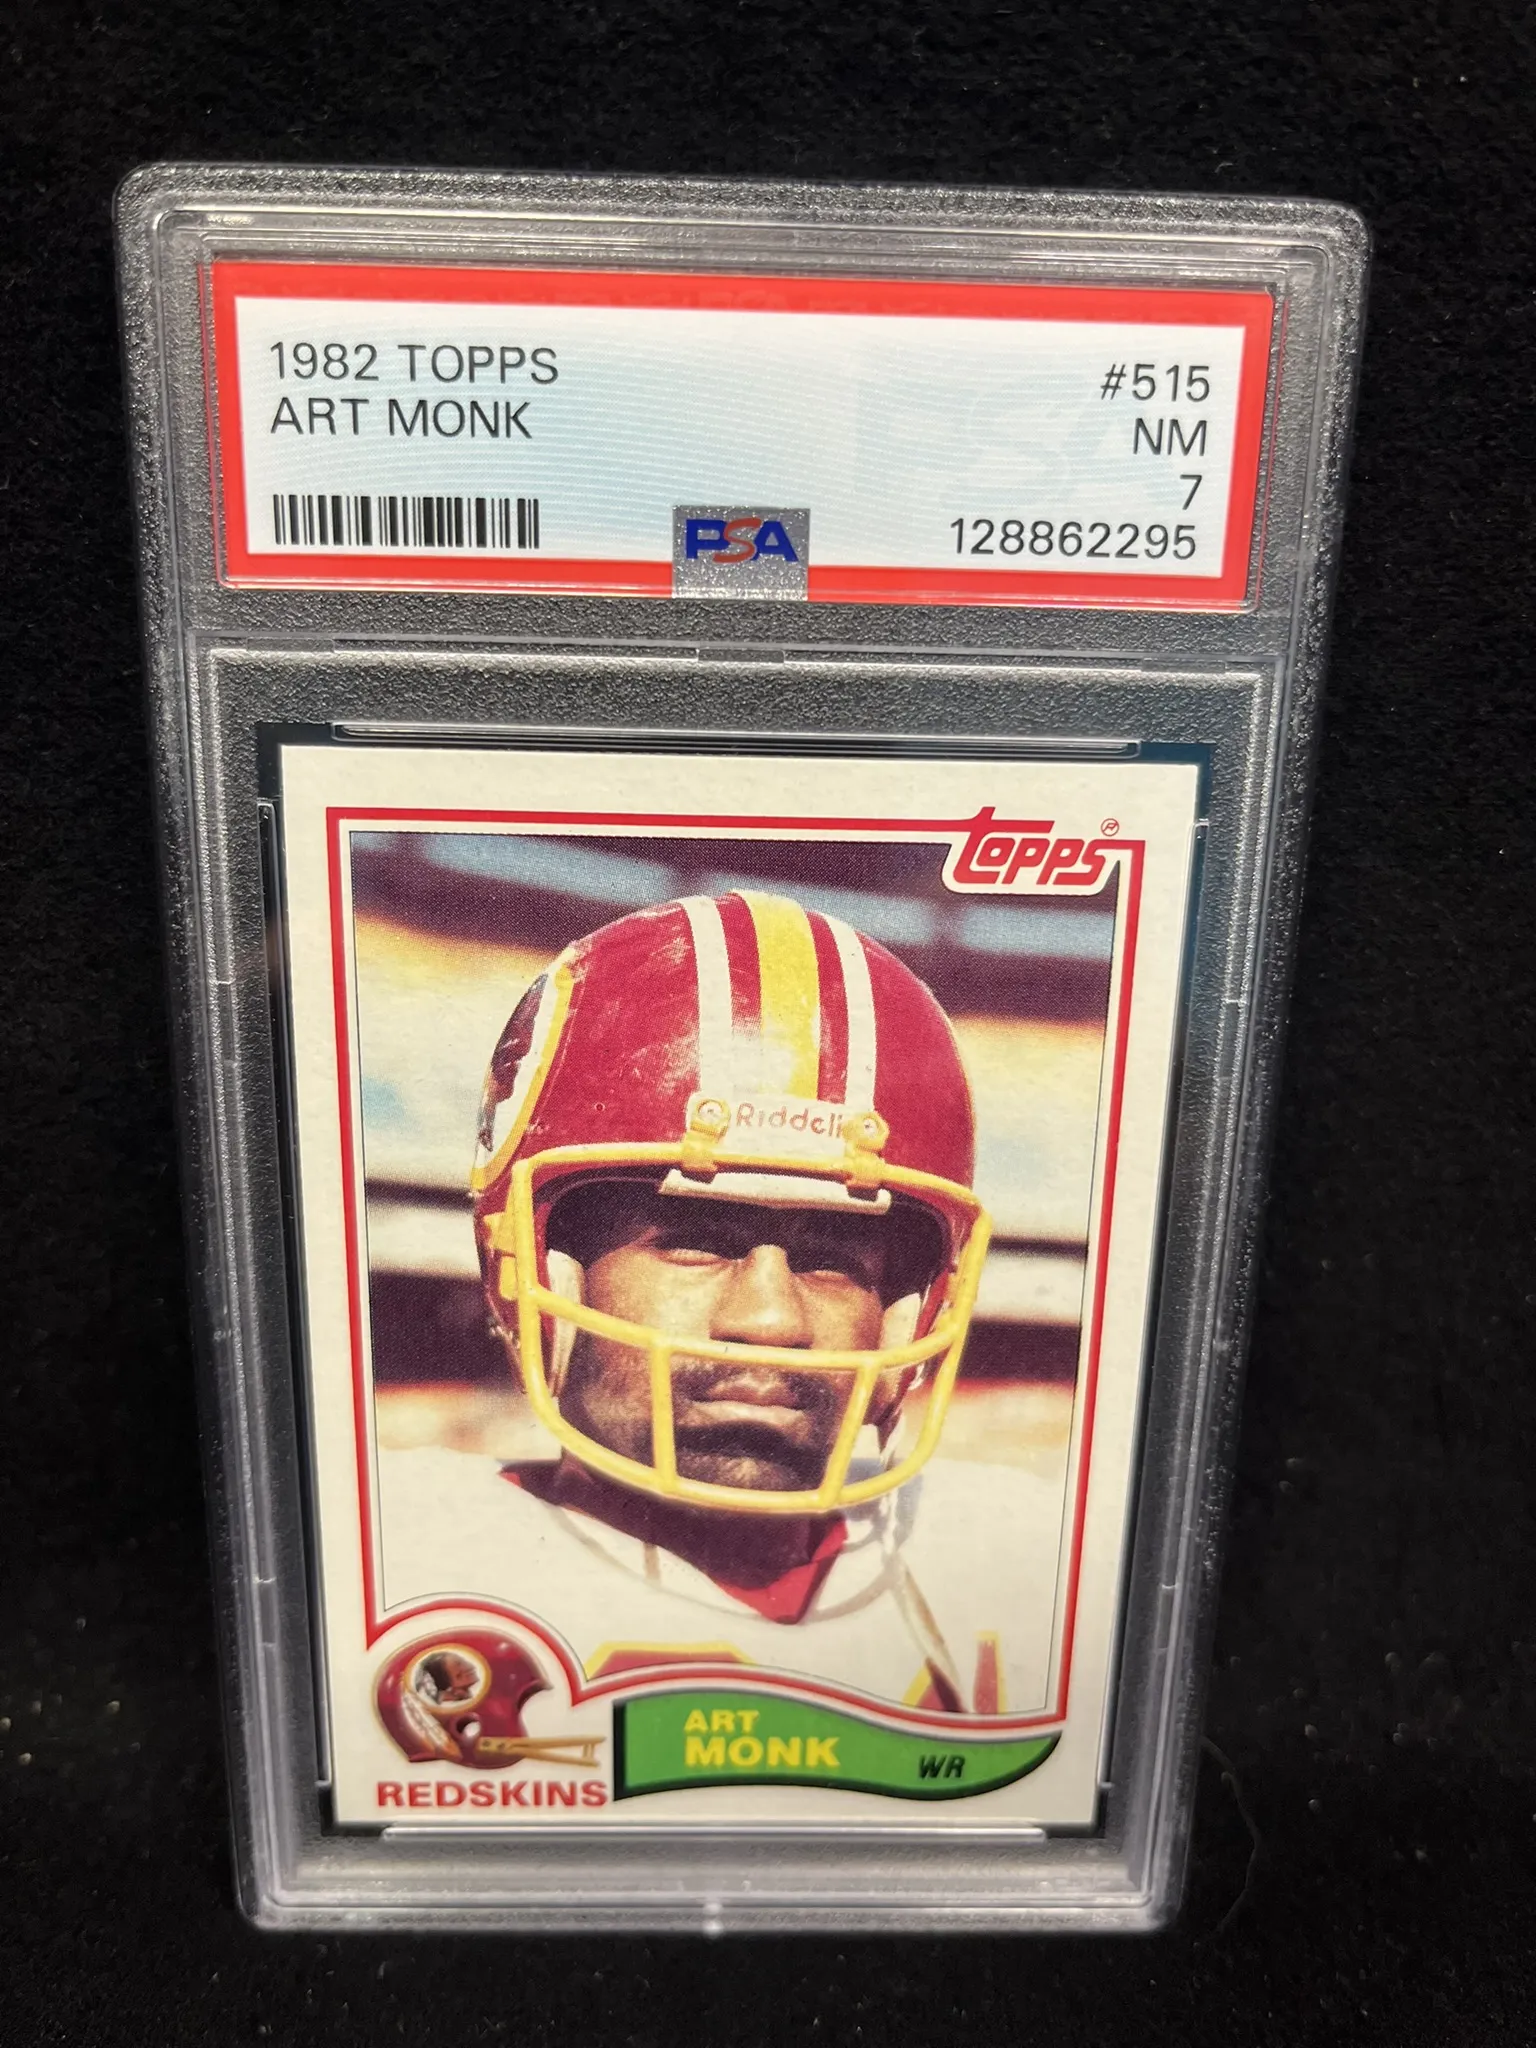 1982 TOPPS
ART MONK
#515
NM
7
128862295
PSA
topps®
Riddell
ART
MONK
WR
REDSKINS